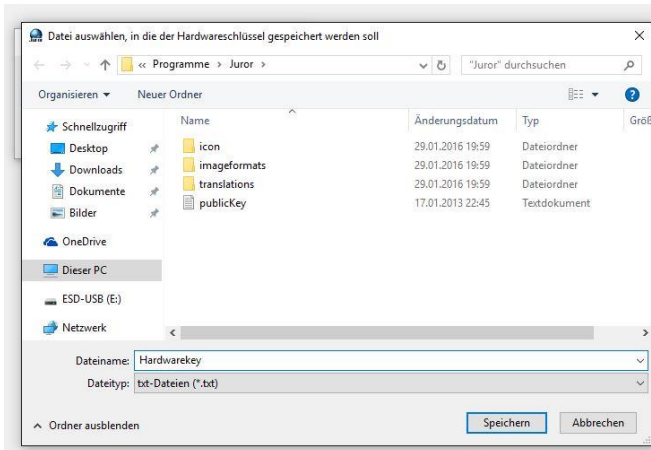 Datei auswählen, in die der Hardwareschlüssel gespeichert werden soll
« Programme › Juror ›
"Juror" durchsuchen
Organisieren
Neuer Ordner
Name
Änderungsdatum
Typ
Größ
Schnellzugriff
Desktop
Downloads
Dokumente
Bilder
OneDrive
Dieser PC
ESD-USB (E:)
Netzwerk
icon 29.01.2016 19:59 Dateiordner
imageformats 29.01.2016 19:59 Dateiordner
translations 29.01.2016 19:59 Dateiordner
publicKey 17.01.2013 22:45 Textdokument
Dateiname: Hardwarekey
Dateityp: txt-Dateien (*.txt)
Ordner ausblenden
Speichern
Abbrechen